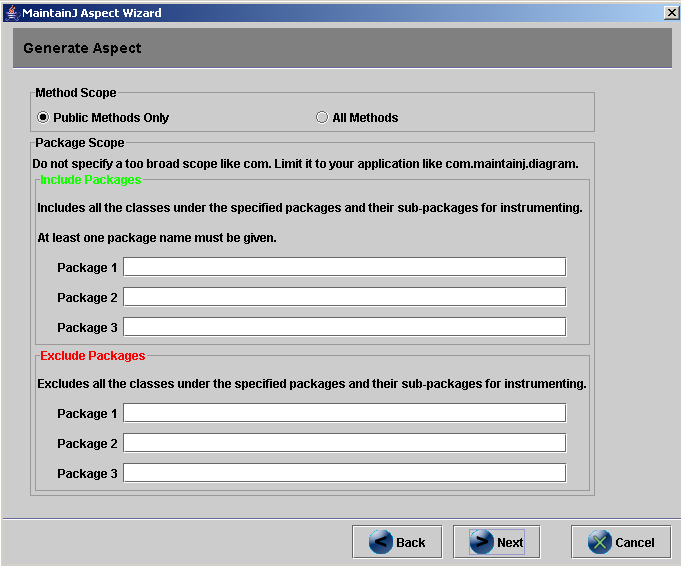 MaintainJ Aspect Wizard
Generate Aspect
Method Scope
Public Methods Only
All Methods
Package Scope
Do not specify a too broad scope like com. Limit it to your application like com.maintainj.diagram.
Include Packages
Includes all the classes under the specified packages and their sub-packages for instrumenting.
At least one package name must be given.
Package 1
Package 2
Package 3
Exclude Packages
Excludes all the classes under the specified packages and their sub-packages for instrumenting.
Package 1
Package 2
Package 3
Back
Next
Cancel